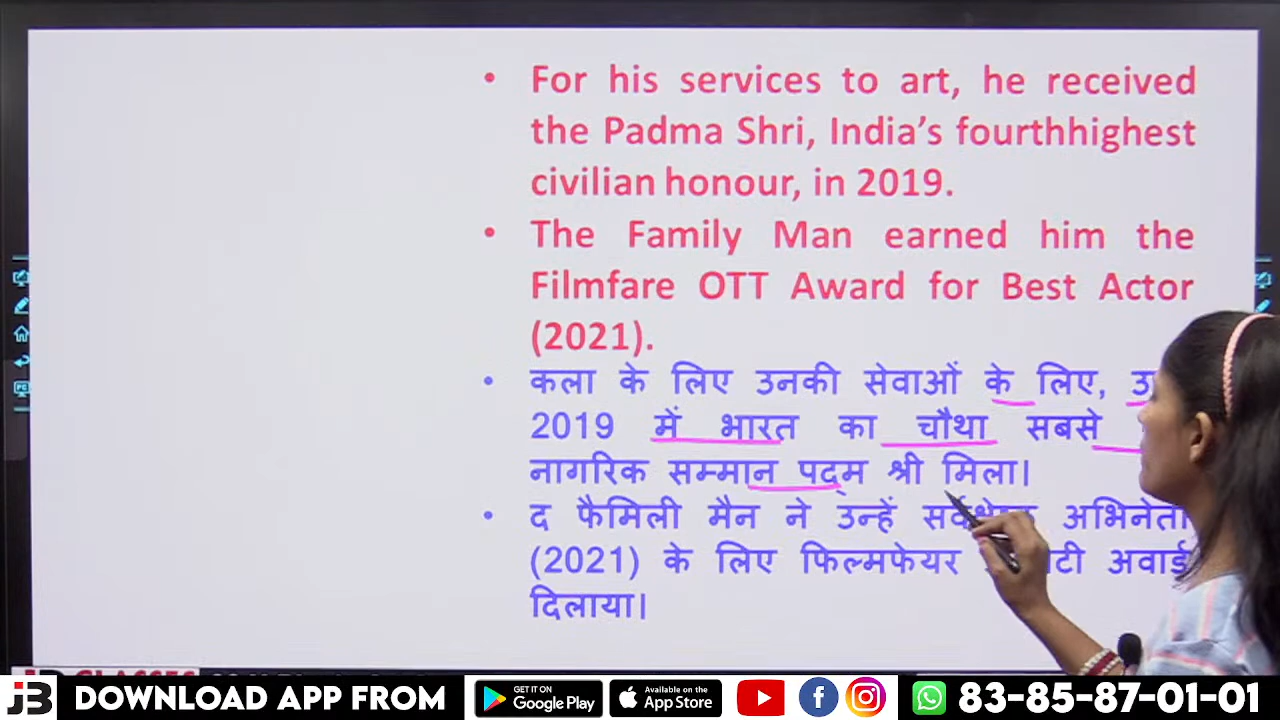 • For his services to art, he received
the Padma Shri, India’s fourthhighest
civilian honour, in 2019.
• The Family Man earned him the
Filmfare OTT Award for Best Actor
(2021).
• कला के लिए उनकी सेवाओं के लिए,
2019 में भारत का चौथा सबसे
नागरिक सम्मान पद्म श्री मिला।
• द फैमिली मैन ने उन्हें अभिनेता
(2021) के लिए फिल्मफेयर अवार्ड
दिलाया।
JB DOWNLOAD APP FROM GET IT ON Google Play Available on the App Store 83-85-87-01-01